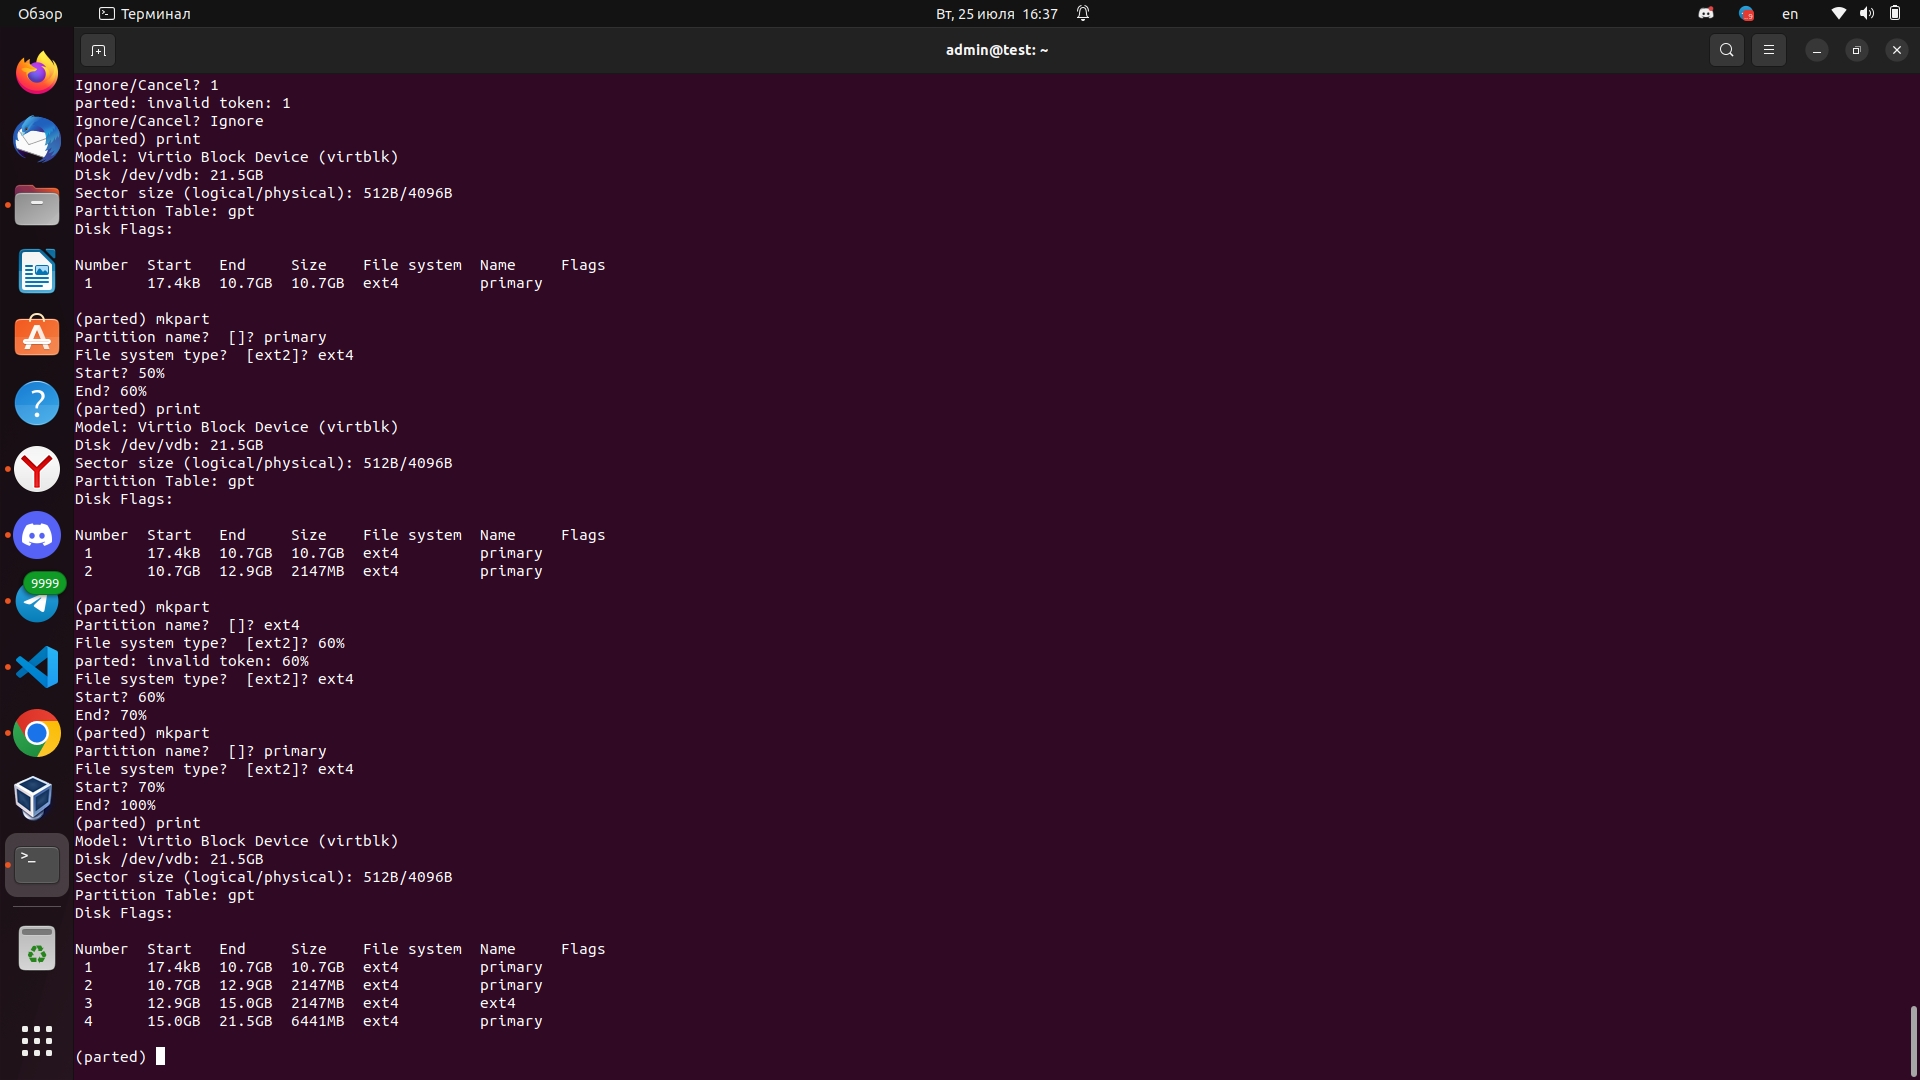 Обзор
Терминал
Вт, 25 июля 16:37
en
admin@test: ~
Ignore/Cancel? 1
parted: invalid token: 1
Ignore/Cancel? Ignore
(parted) print
Model: Virtio Block Device (virtblk)
Disk /dev/vdb: 21.5GB
Sector size (logical/physical): 512B/4096B
Partition Table: gpt
Disk Flags:
Number  Start   End     Size    File system  Name     Flags
 1      17.4kB  10.7GB  10.7GB  ext4         primary
(parted) mkpart
Partition name?  []? primary
File system type?  [ext2]? ext4
Start? 50%
End? 60%
(parted) print
Model: Virtio Block Device (virtblk)
Disk /dev/vdb: 21.5GB
Sector size (logical/physical): 512B/4096B
Partition Table: gpt
Disk Flags:
Number  Start   End     Size    File system  Name     Flags
 1      17.4kB  10.7GB  10.7GB  ext4         primary
 2      10.7GB  12.9GB  2147MB  ext4         primary
(parted) mkpart
Partition name?  []? ext4
File system type?  [ext2]? 60%
parted: invalid token: 60%
File system type?  [ext2]? ext4
Start? 60%
End? 70%
(parted) mkpart
Partition name?  []? primary
File system type?  [ext2]? ext4
Start? 70%
End? 100%
(parted) print
Model: Virtio Block Device (virtblk)
Disk /dev/vdb: 21.5GB
Sector size (logical/physical): 512B/4096B
Partition Table: gpt
Disk Flags:
Number  Start   End     Size    File system  Name     Flags
 1      17.4kB  10.7GB  10.7GB  ext4         primary
 2      10.7GB  12.9GB  2147MB  ext4         primary
 3      12.9GB  15.0GB  2147MB  ext4         ext4
 4      15.0GB  21.5GB  6441MB  ext4         primary
(parted)
9999